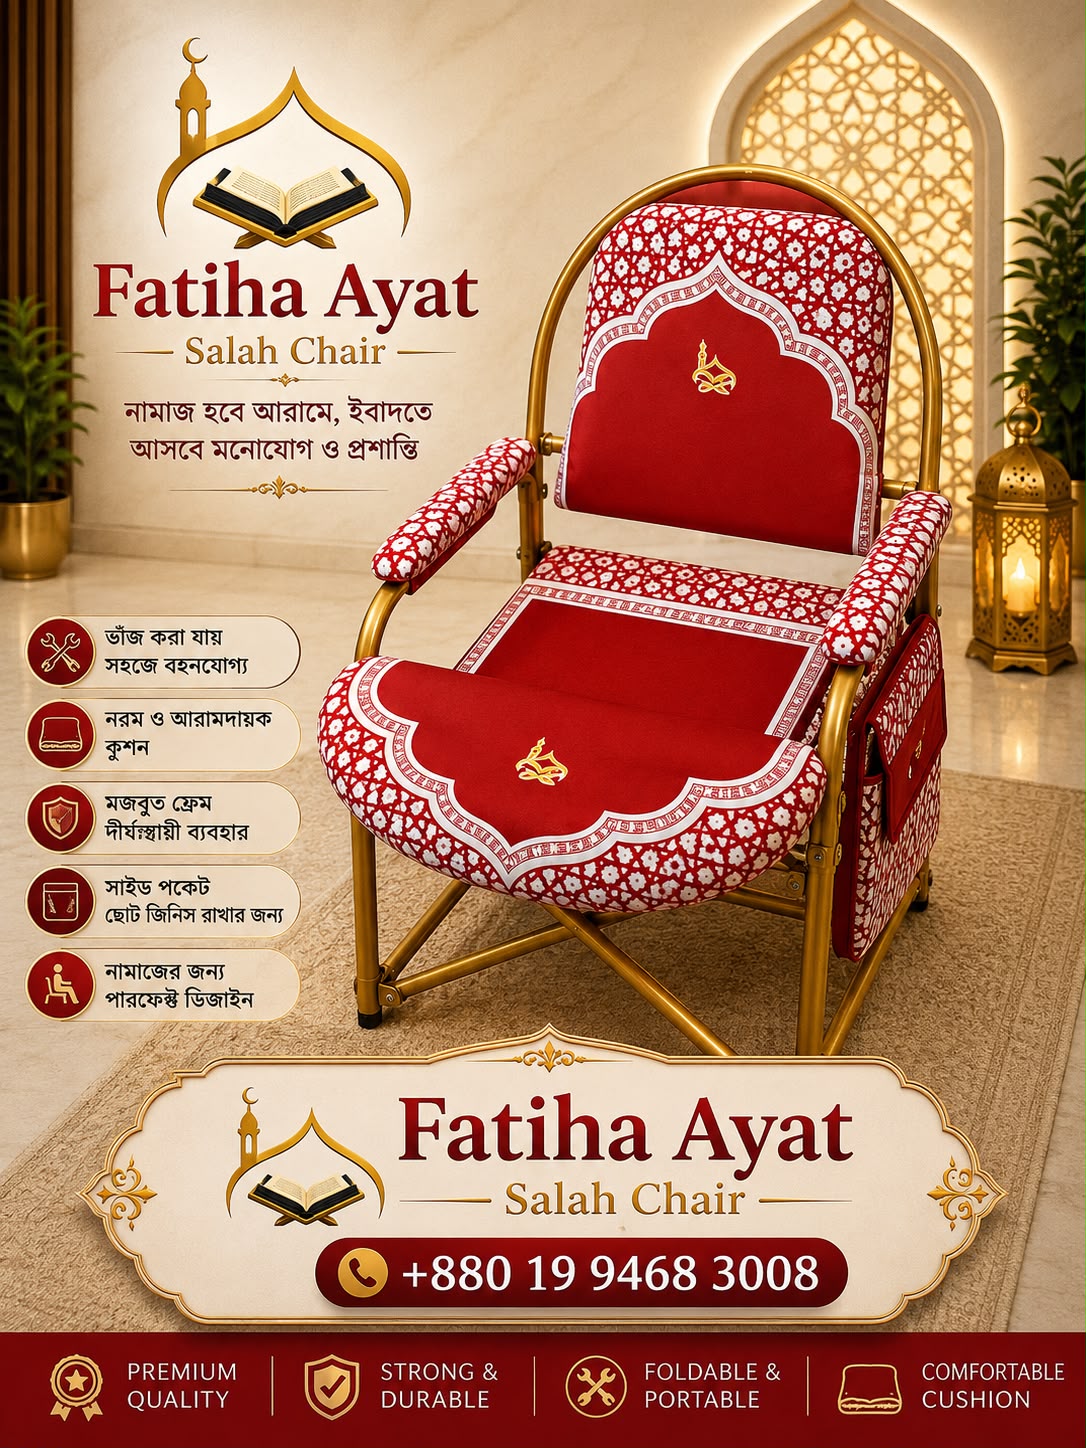 Fatiha Ayat
Salah Chair
নামাজ হবে আরামে, ইবাদতে
আসবে মনোযোগ ও প্রশান্তি
ভাঁজ করা যায়
সহজে বহনযোগ্য
নরম ও আরামদায়ক
কুশন
মজবুত ফ্রেম
দীর্ঘস্থায়ী ব্যবহার
সাইড পকেট
ছোট জিনিস রাখার জন্য
নামাজের জন্য
পারফেক্ট ডিজাইন
Fatiha Ayat
Salah Chair
+880 19 9468 3008
PREMIUM
QUALITY
STRONG &
DURABLE
FOLDABLE &
PORTABLE
COMFORTABLE
CUSHION